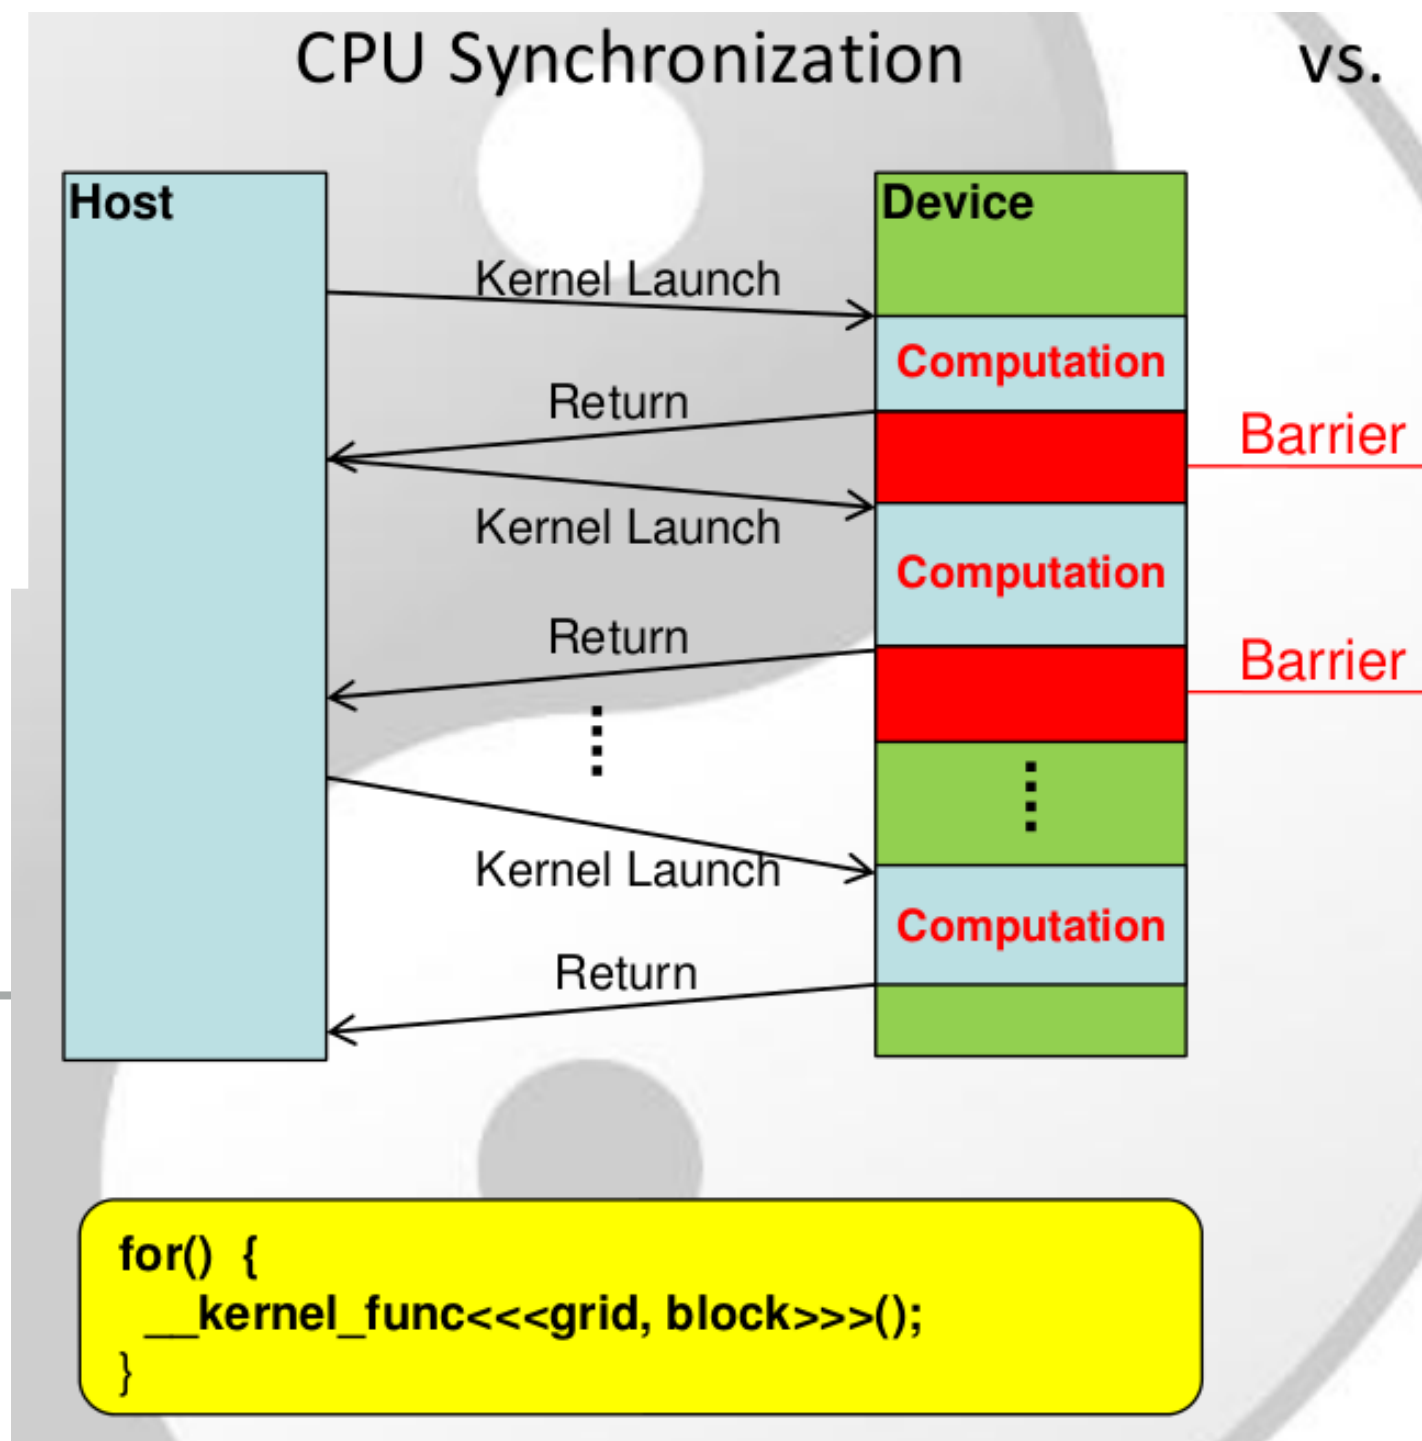 CPU Synchronization vs.
Host
Device
Kernel Launch
Computation
Return
Barrier
Kernel Launch
Computation
Return
Barrier
Kernel Launch
Computation
Return
for() {
__kernel_func<<<grid, block>>>();
}